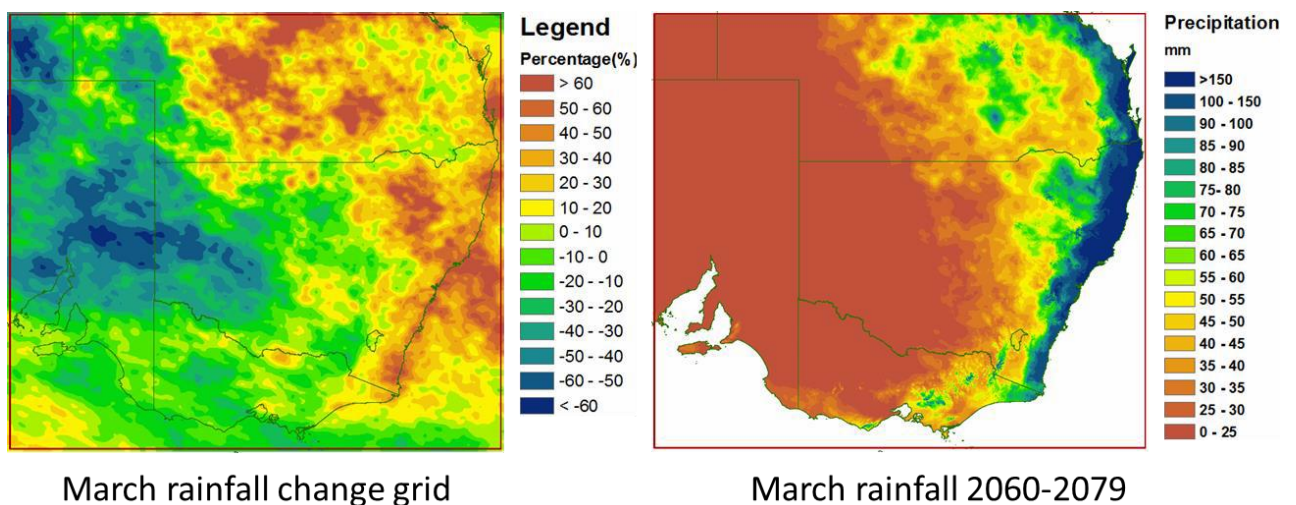 Legend
Percentage(%)
> 60
50 - 60
40 - 50
30 - 40
20 - 30
10 - 20
0 - 10
-10 - 0
-20 - -10
-30 - -20
-40 - -30
-50 - -40
-60 - -50
< -60
March rainfall change grid
Precipitation
mm
>150
100 - 150
90 - 100
85 - 90
80 - 85
75 - 80
70 - 75
65 - 70
60 - 65
55 - 60
50 - 55
45 - 50
40 - 45
35 - 40
30 - 35
25 - 30
0 - 25
March rainfall 2060-2079